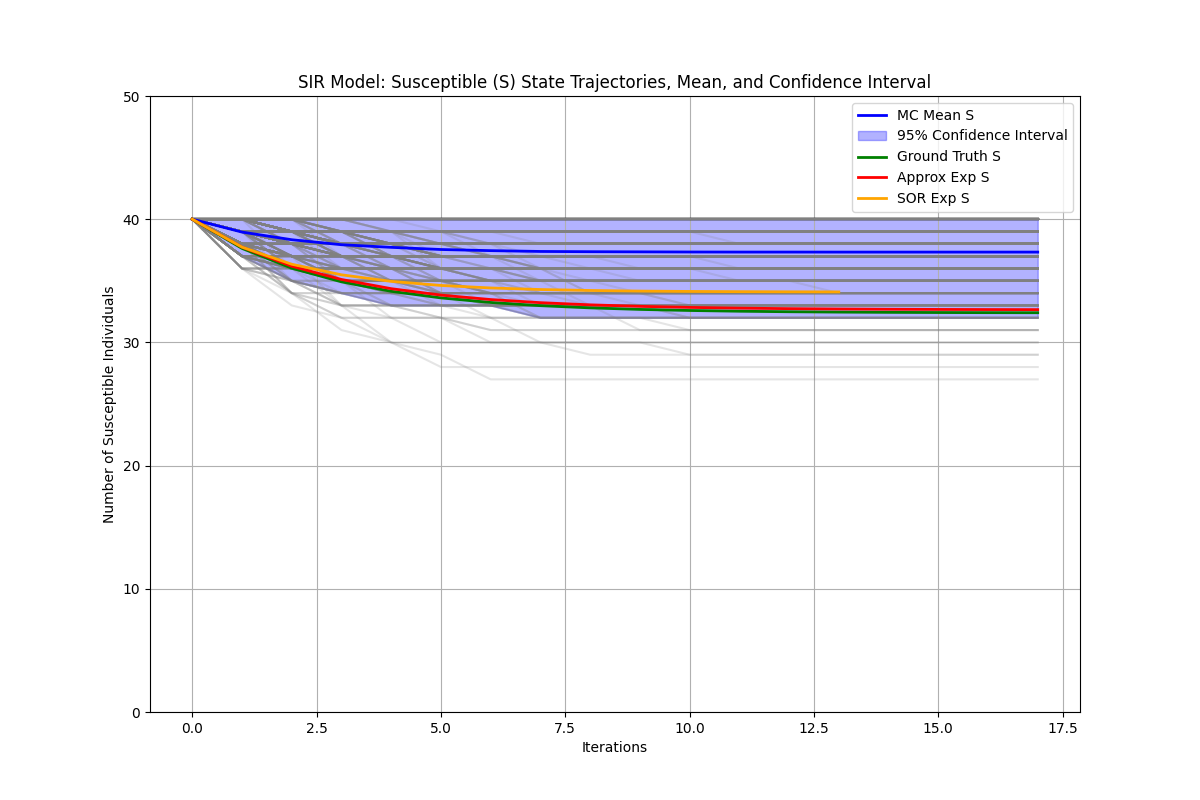 SIR Model: Susceptible (S) State Trajectories, Mean, and Confidence Interval
MC Mean S
95% Confidence Interval
Ground Truth S
Approx Exp S
SOR Exp S
Number of Susceptible Individuals
50
40
30
20
10
0
0.0
2.5
5.0
7.5
10.0
12.5
15.0
17.5
Iterations